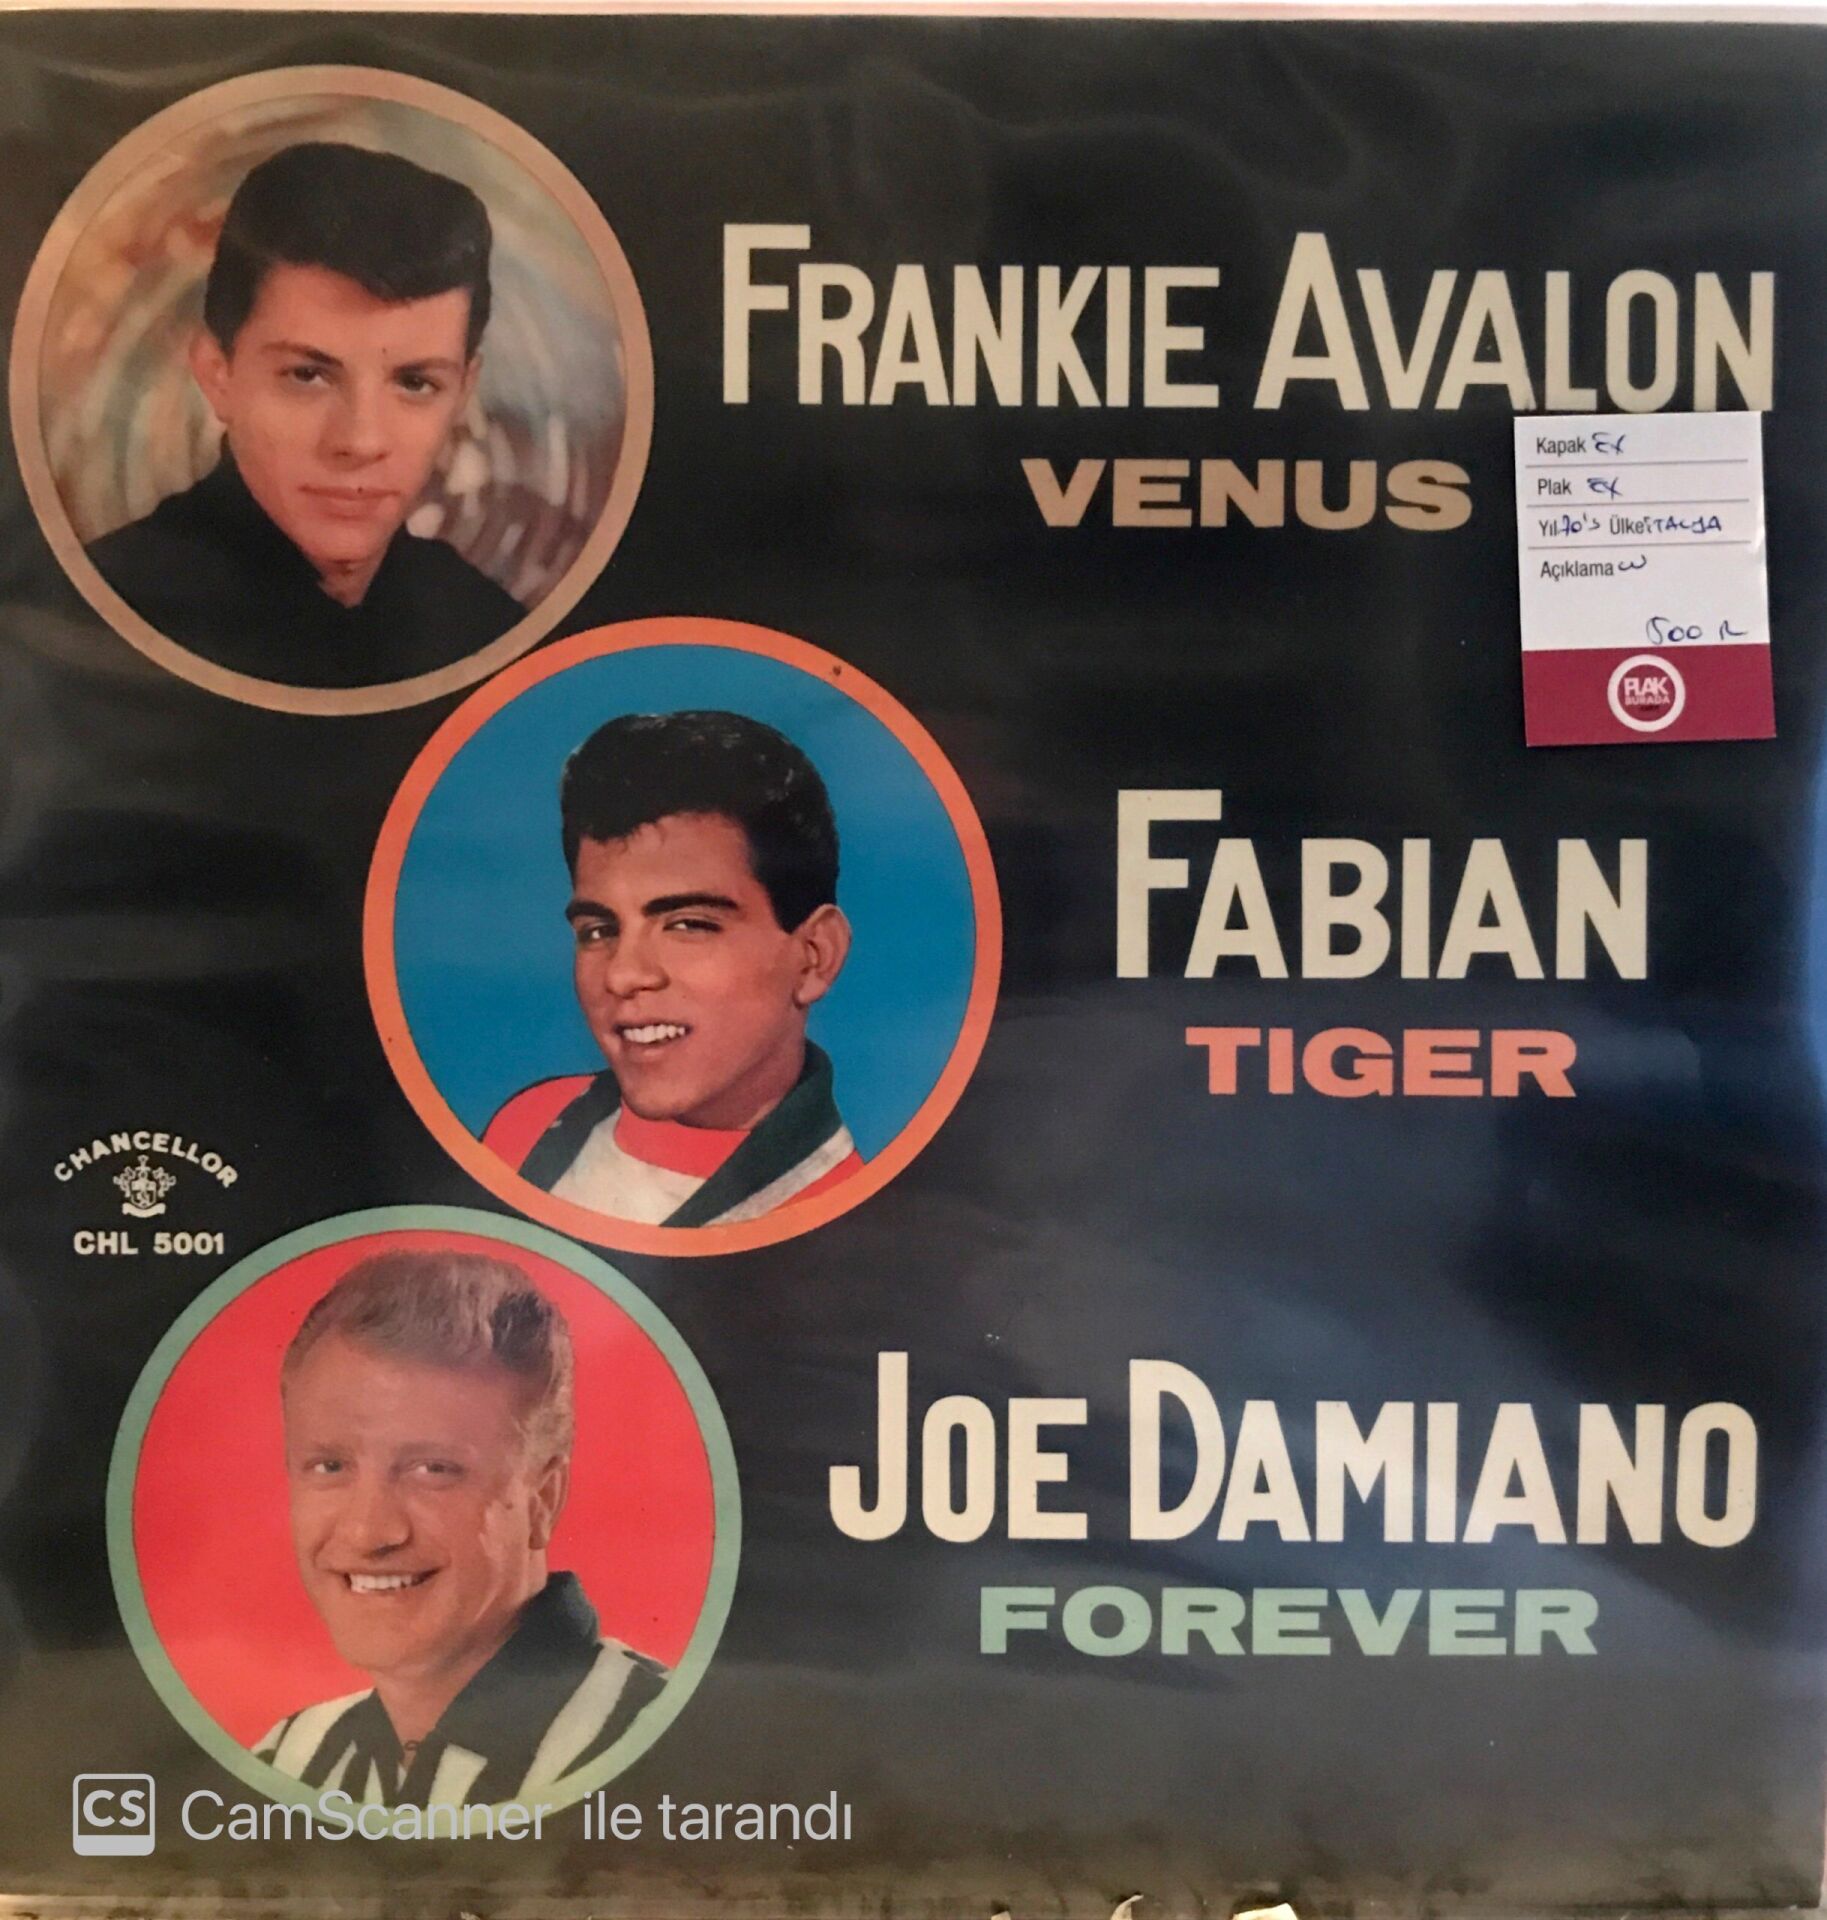 FRANKIE AVALON
VENUS
Kapak EX
Plak EX
Yıl 70's Ülke İTALYA
Açıklama
500
PLAK
BURADA
FABIAN
TIGER
CHANCELLOR
CHL 5001
JOE DAMIANO
FOREVER
CS CamScanner ile tarandı